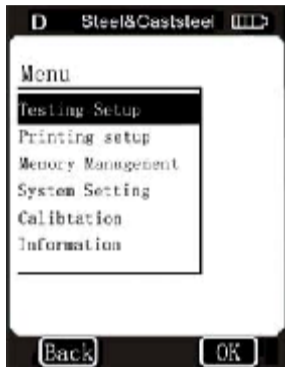 D Steel&Caststeel
Menu
Testing Setup
Printing setup
Memory Management
System Setting
Calibtation
Information
Back OK